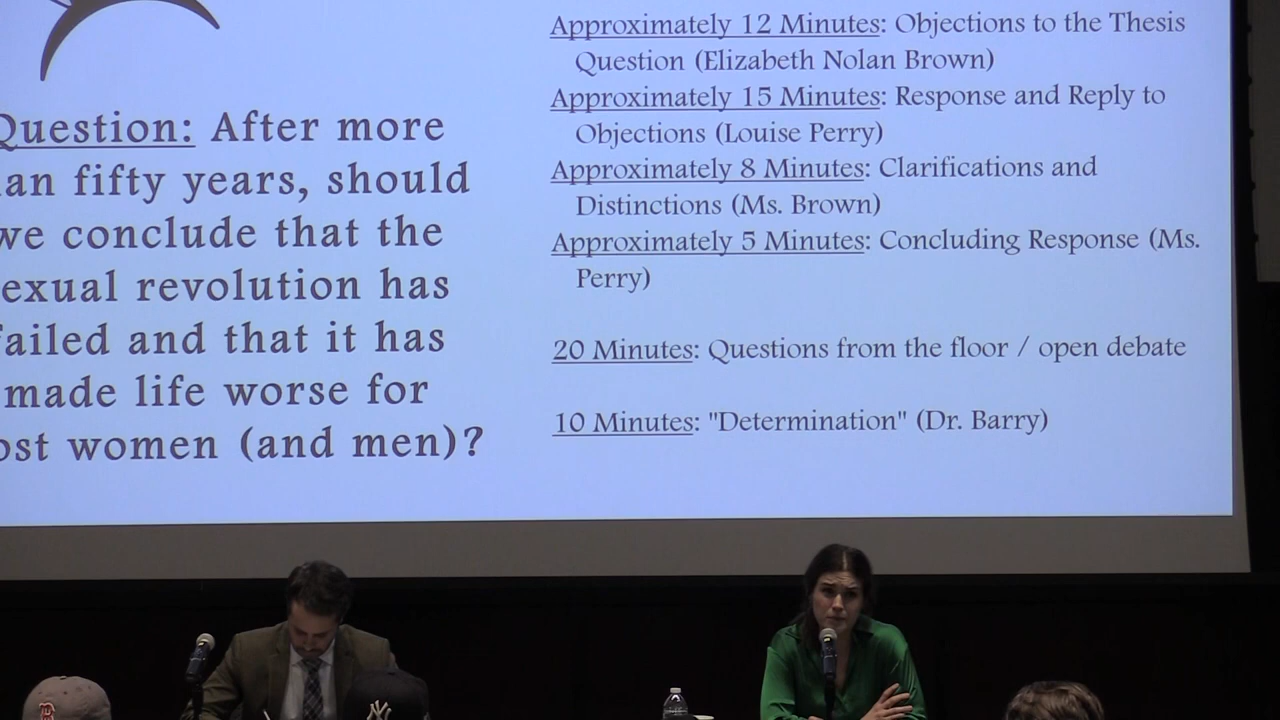 Question: After more
an fifty years, should
we conclude that the
exual revolution has
failed and that it has
made life worse for
ost women (and men)?
Approximately 12 Minutes: Objections to the Thesis
Question (Elizabeth Nolan Brown)
Approximately 15 Minutes: Response and Reply to
Objections (Louise Perry)
Approximately 8 Minutes: Clarifications and
Distinctions (Ms. Brown)
Approximately 5 Minutes: Concluding Response (Ms.
Perry)
20 Minutes: Questions from the floor / open debate
10 Minutes: "Determination" (Dr. Barry)
B
NY